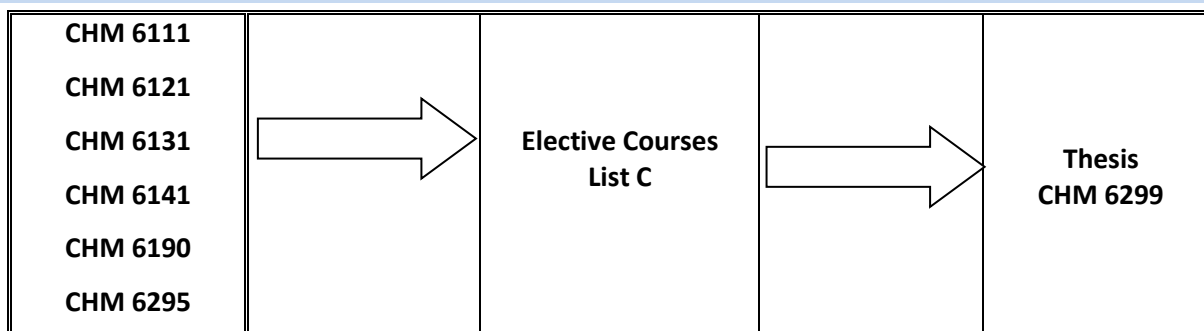 CHM 6111
CHM 6121
CHM 6131
CHM 6141
CHM 6190
CHM 6295
Elective Courses
List C
Thesis
CHM 6299